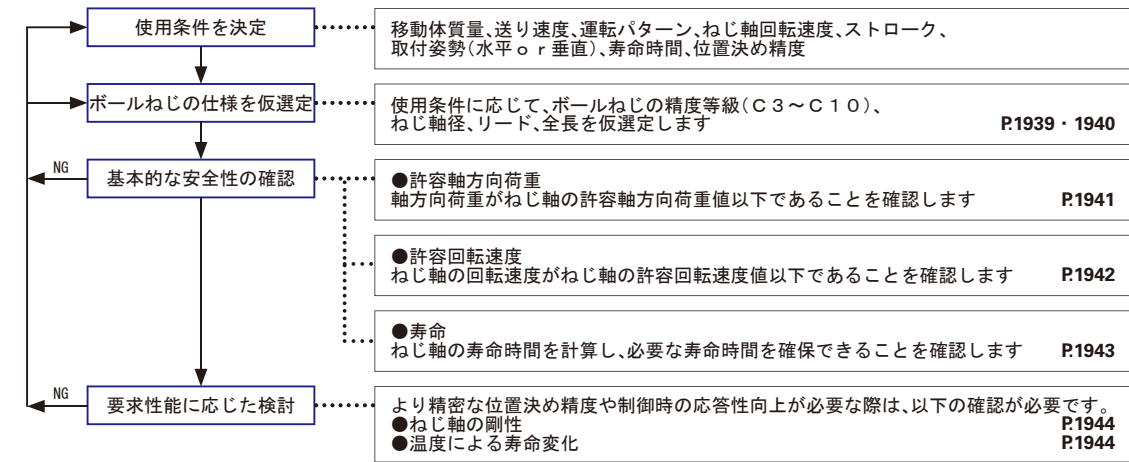 使用条件を決定
移動体質量、送り速度、運転パターン、ねじ軸回転速度、ストローク、
取付姿勢(水平ｏｒ垂直)、寿命時間、位置決め精度
ボールねじの仕様を仮選定
使用条件に応じて、ボールねじの精度等級(Ｃ３～Ｃ１０)、
ねじ軸径、リード、全長を仮選定します P.1939・1940
NG
基本的な安全性の確認
●許容軸方向荷重
軸方向荷重がねじ軸の許容軸方向荷重値以下であることを確認します P.1941
●許容回転速度
ねじ軸の回転速度がねじ軸の許容回転速度値以下であることを確認します P.1942
●寿命
ねじ軸の寿命時間を計算し、必要な寿命時間を確保できることを確認します P.1943
NG
要求性能に応じた検討
より精密な位置決め精度や制御時の応答性向上が必要な際は、以下の確認が必要です。
●ねじ軸の剛性 P.1944
●温度による寿命変化 P.1944